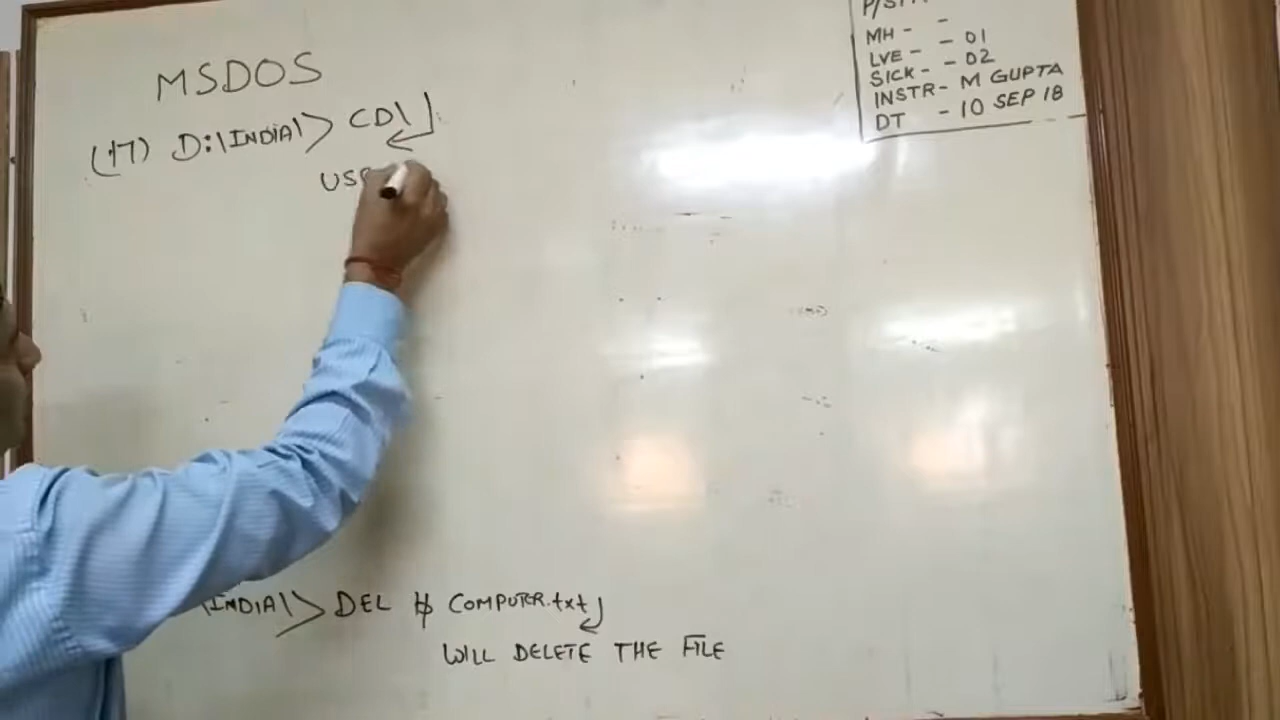 MSDOS
(17) D:\INDIA\> CD\
US
\INDIA\> DEL # COMPUTER.txt
WILL DELETE THE FILE
MH - -
LVE - - 01
SICK - - 02
INSTR - M GUPTA
DT - 10 SEP 18